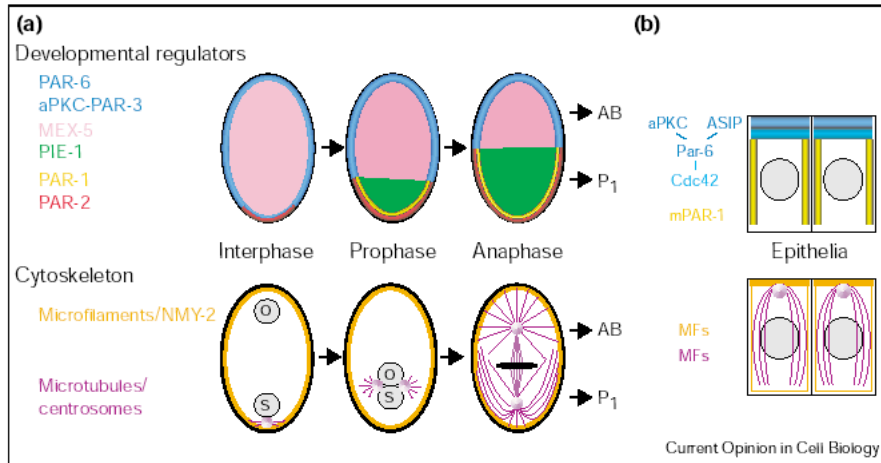 (a)
Developmental regulators
PAR-6
aPKC-PAR-3
MEX-5
PIE-1
PAR-1
PAR-2
AB
P1
Interphase
Prophase
Anaphase
Cytoskeleton
Microfilaments/NMY-2
Microtubules/
centrosomes
O
S
O
S
AB
P1
(b)
aPKC ASIP
Par-6
Cdc42
mPAR-1
Epithelia
MFs
MFs
Current Opinion in Cell Biology